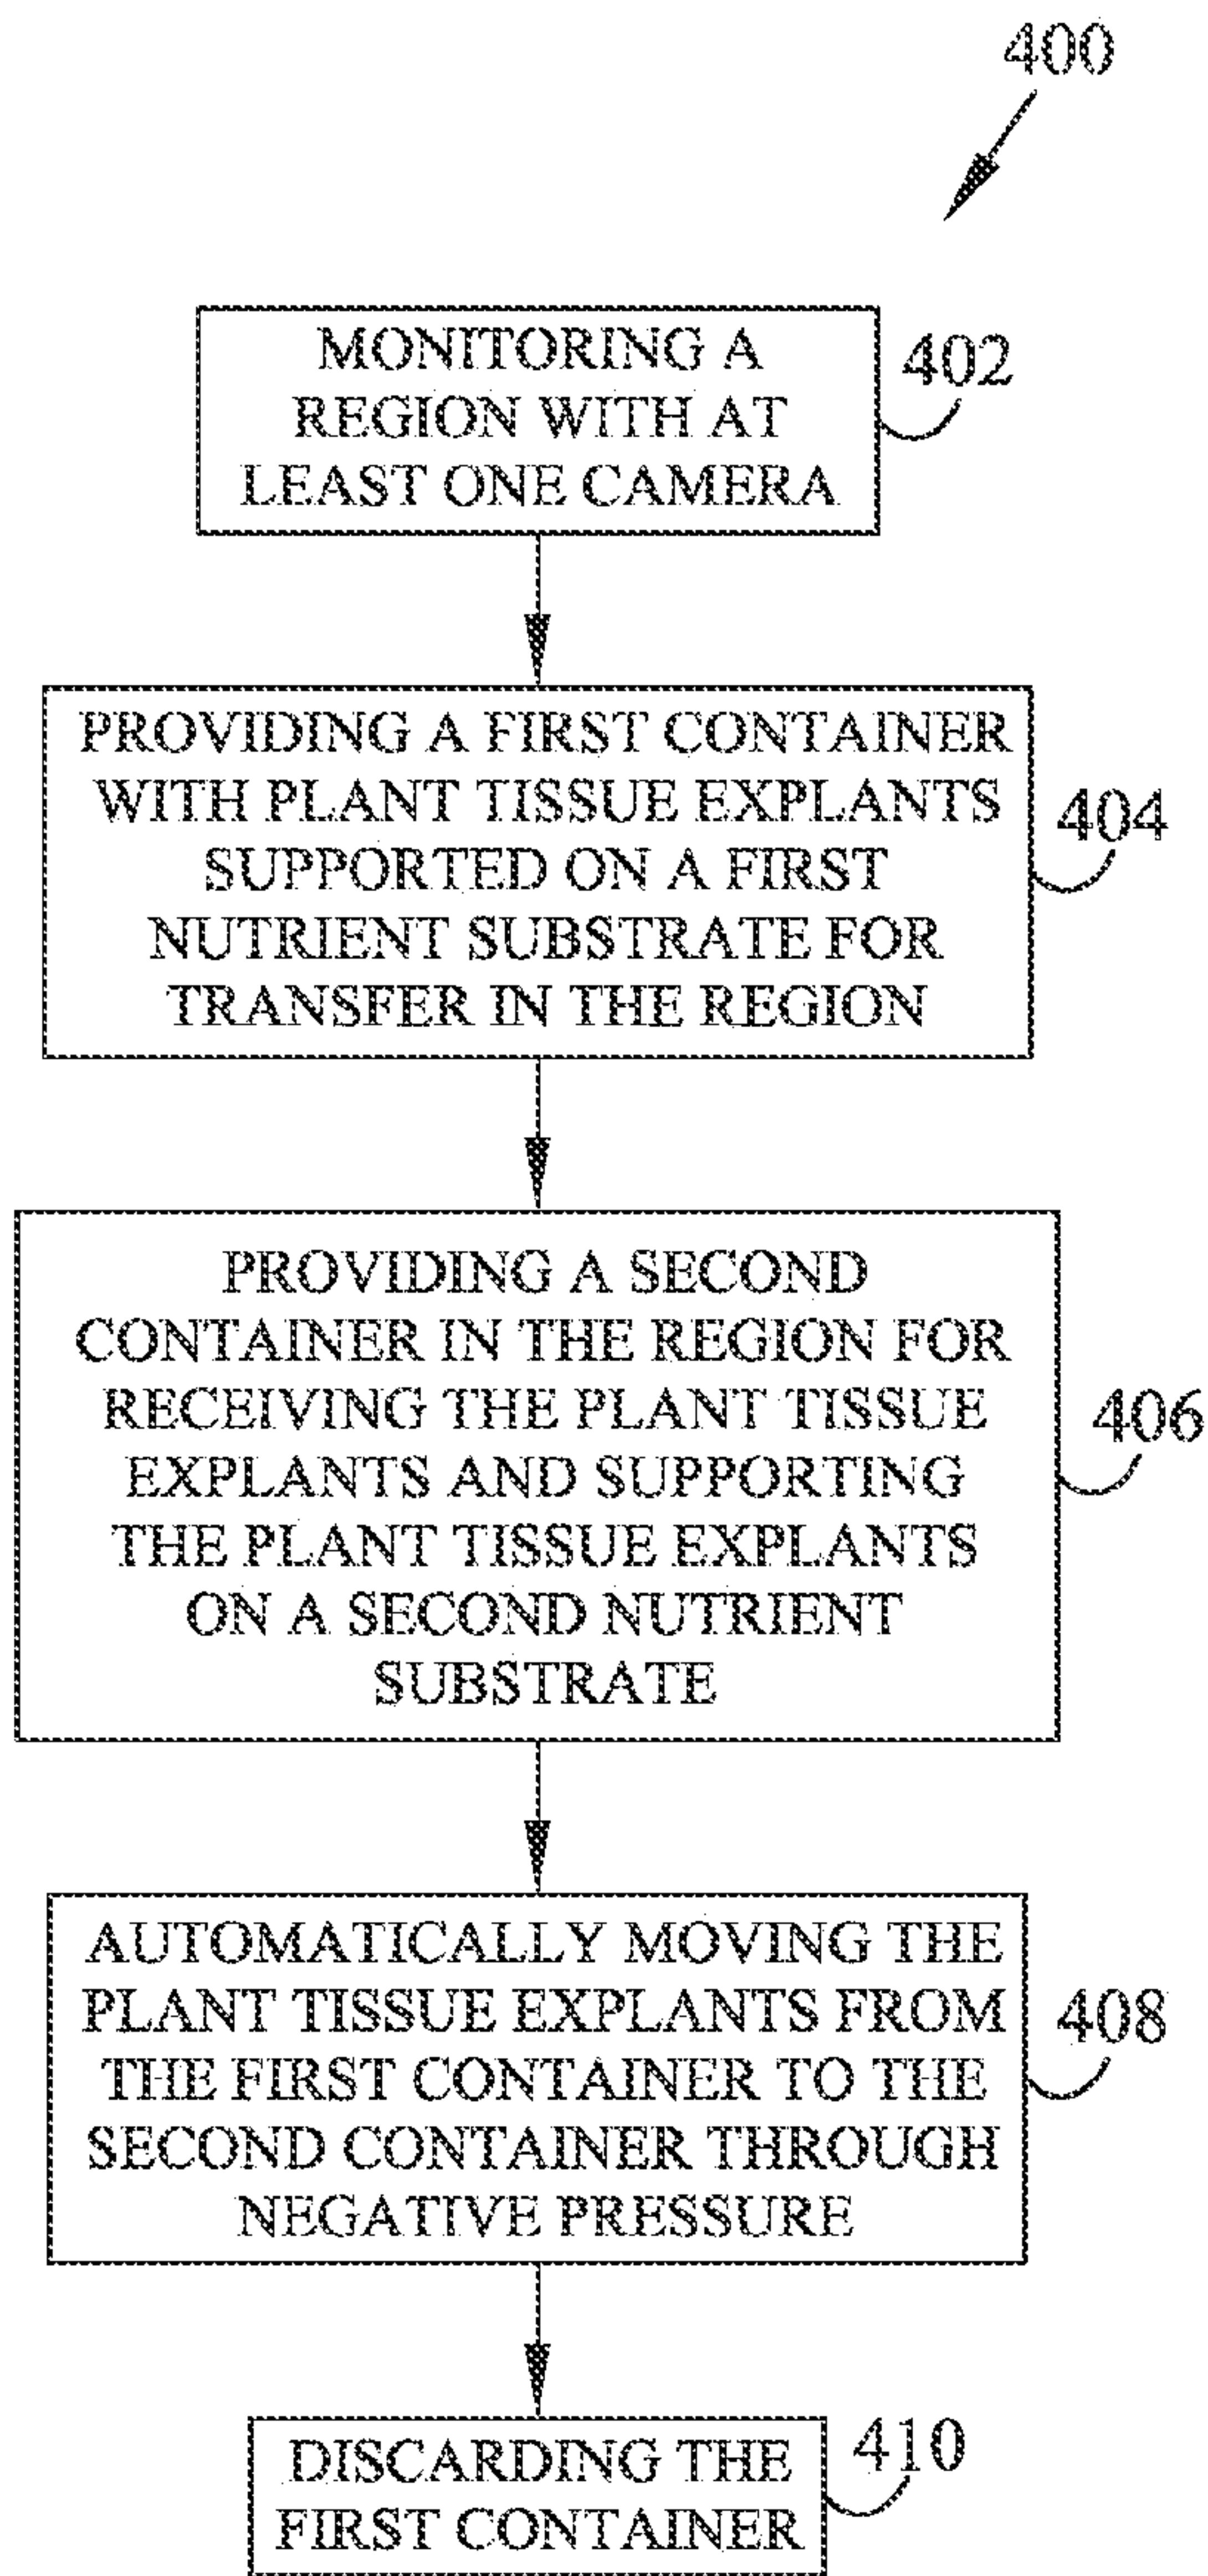 400
MONITORING A
REGION WITH AT
LEAST ONE CAMERA
402
PROVIDING A FIRST CONTAINER
WITH PLANT TISSUE EXPLANTS
SUPPORTED ON A FIRST
NUTRIENT SUBSTRATE FOR
TRANSFER IN THE REGION
404
PROVIDING A SECOND
CONTAINER IN THE REGION FOR
RECEIVING THE PLANT TISSUE
EXPLANTS AND SUPPORTING
THE PLANT TISSUE EXPLANTS
ON A SECOND NUTRIENT
SUBSTRATE
406
AUTOMATICALLY MOVING THE
PLANT TISSUE EXPLANTS FROM
THE FIRST CONTAINER TO THE
SECOND CONTAINER THROUGH
NEGATIVE PRESSURE
408
DISCARDING THE
FIRST CONTAINER
410